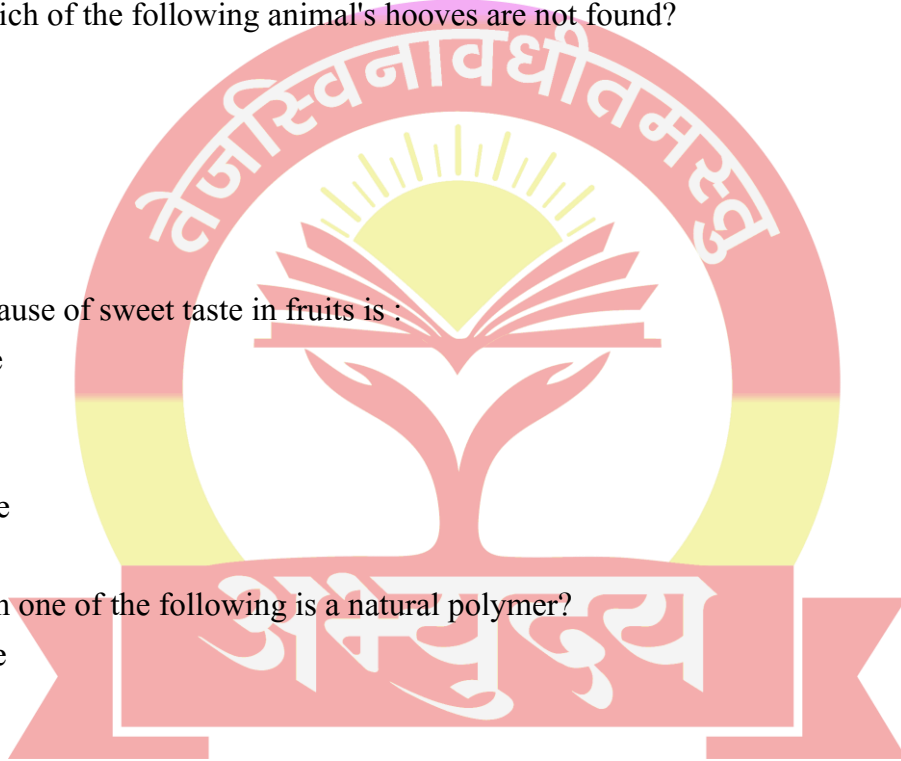 ich of the following animal's hooves are not found?
तेजस्विनावधीतमस्तु
ause of sweet taste in fruits is :
e
e
n one of the following is a natural polymer?
अभ्युदय
e